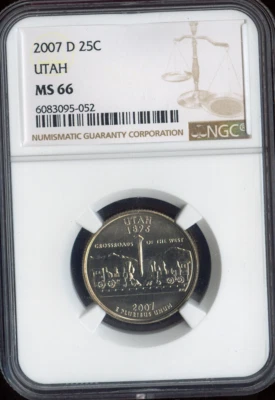 2007 D 25C
UTAH
MS 66
6083095-052
NUMISMATIC GUARANTY CORPORATION
NGC
UTAH
1896
CROSSROADS OF THE WEST
2007
E PLURIBUS UNUM